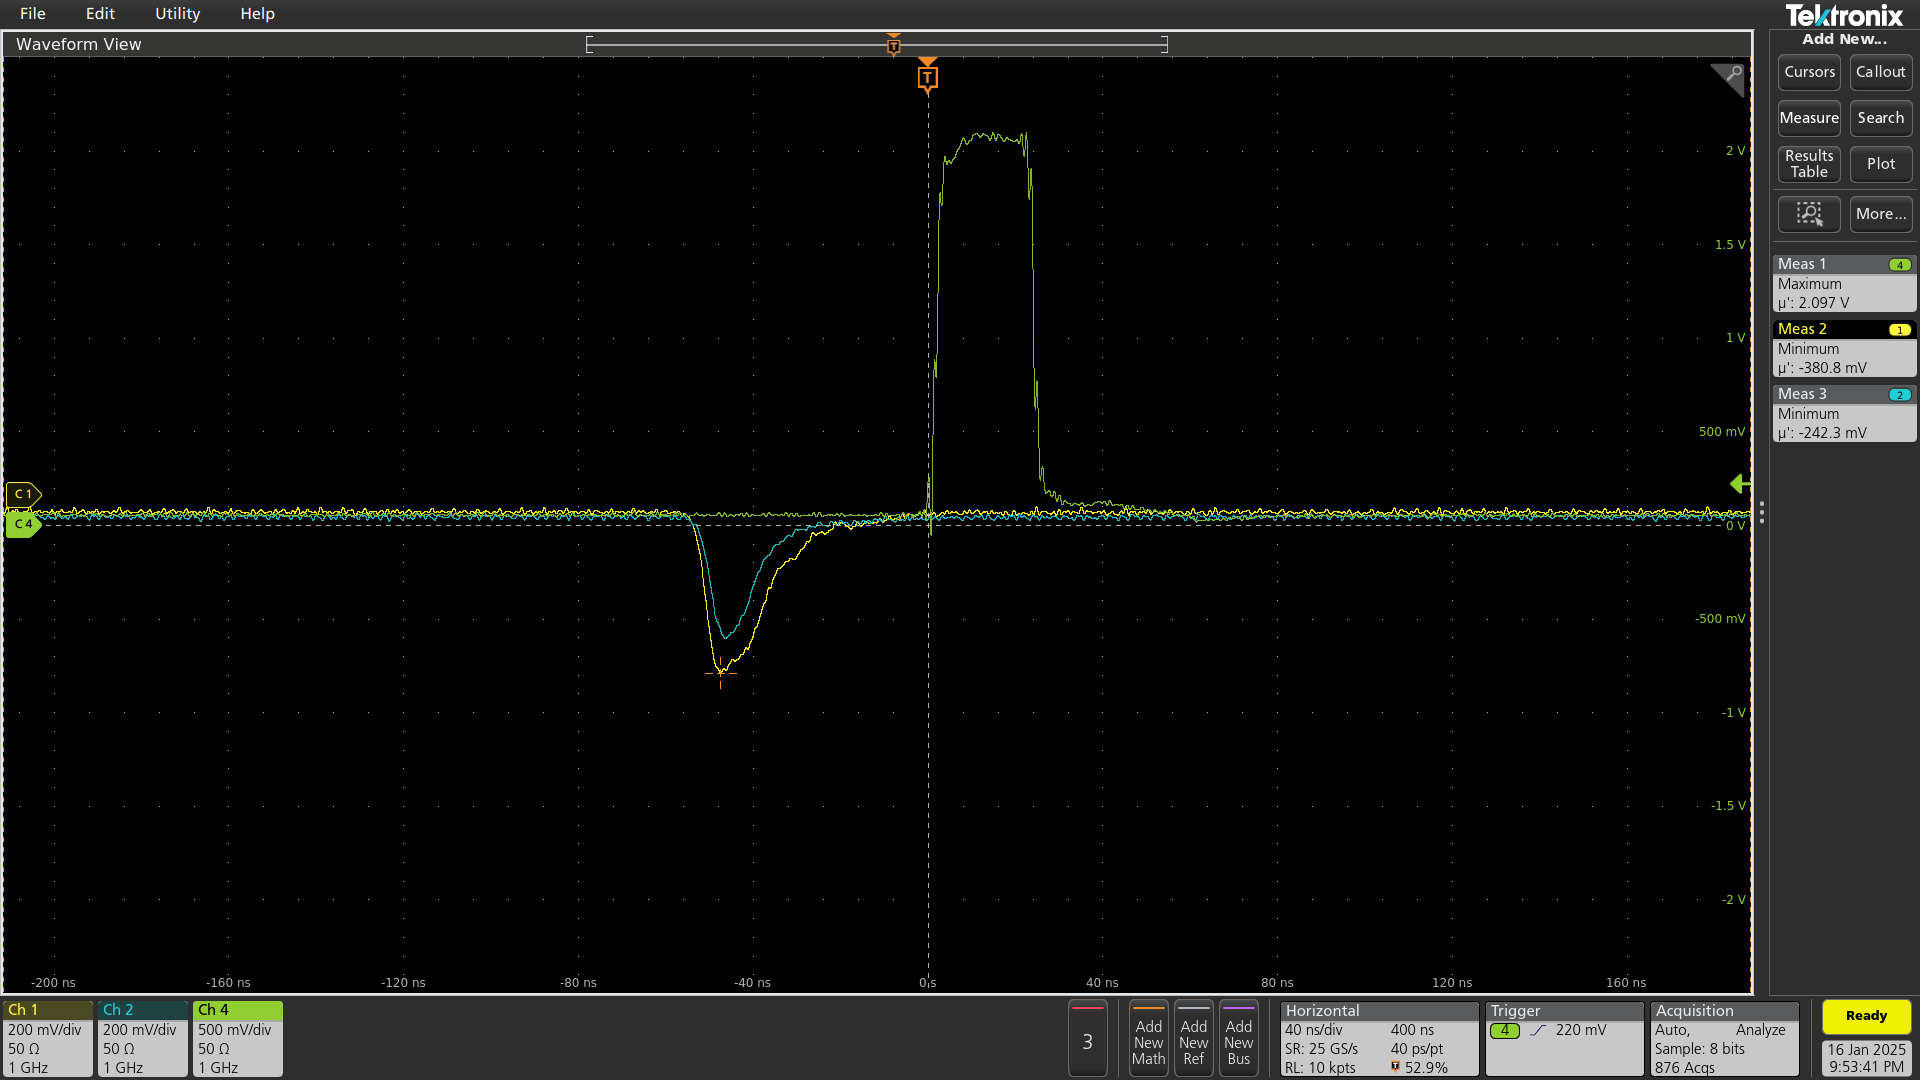 File Edit Utility Help
Tektronix
Waveform View
Add New...
T
T
Cursors Callout
Measure Search
Results Table Plot
More...
2 V
1.5 V
1 V
500 mV
0 V
-500 mV
-1 V
-1.5 V
-2 V
C 1
C 4
Meas 1 4
Maximum
µ': 2.097 V
Meas 2 1
Minimum
µ': -380.8 mV
Meas 3 2
Minimum
µ': -242.3 mV
-200 ns -160 ns -120 ns -80 ns -40 ns 0 s 40 ns 80 ns 120 ns 160 ns
Ch 1
200 mV/div
50 Ω
1 GHz
Ch 2
200 mV/div
50 Ω
1 GHz
Ch 4
500 mV/div
50 Ω
1 GHz
3
Add New Math
Add New Ref
Add New Bus
Horizontal
40 ns/div 400 ns
SR: 25 GS/s 40 ps/pt
RL: 10 kpts T 52.9%
Trigger
4 220 mV
Acquisition
Auto, Analyze
Sample: 8 bits
876 Acqs
Ready
16 Jan 2025
9:53:41 PM